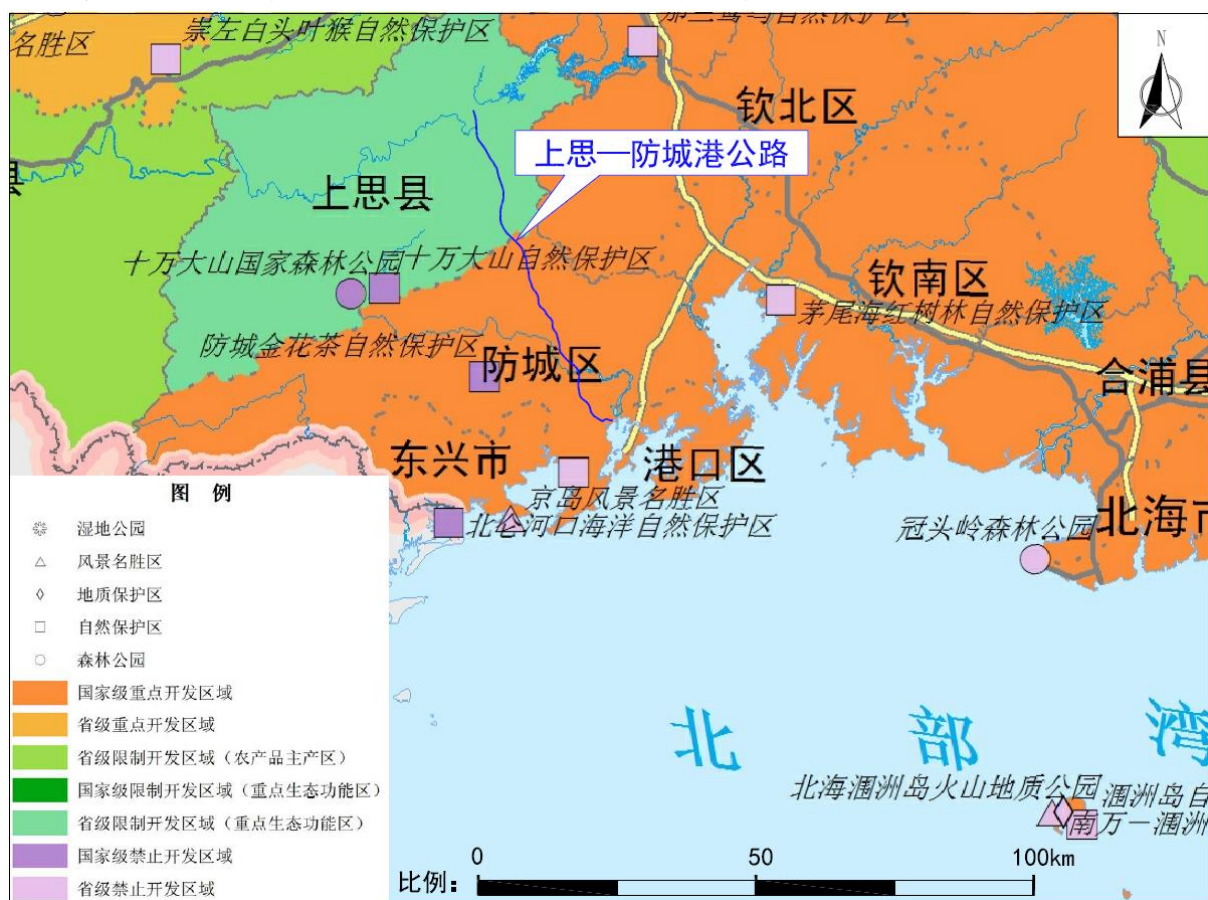 崇左白头叶猴自然保护区
名胜区
N
钦北区
上思—防城港公路
上思县
县
十万大山国家森林公园
十万大山自然保护区
钦南区
茅尾海红树林自然保护区
防城金花茶自然保护区
防城区
合浦县
东兴市
港口区
京岛风景名胜区
北仑河口海洋自然保护区
冠头岭森林公园
北海市
图 例
湿地公园
风景名胜区
地质保护区
自然保护区
森林公园
国家级重点开发区域
省级重点开发区域
省级限制开发区域（农产品主产区）
国家级限制开发区域（重点生态功能区）
省级限制开发区域（重点生态功能区）
国家级禁止开发区域
省级禁止开发区域
北 部 湾
北海涠洲岛火山地质公园
涠洲岛自
南万－涠洲
0 50 100km
比例：